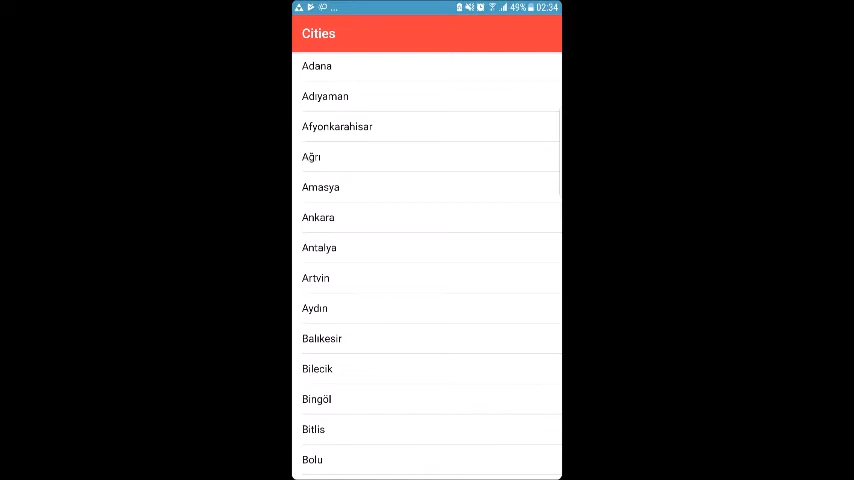 ... 49% 02:34
Cities
Adana
Adıyaman
Afyonkarahisar
Ağrı
Amasya
Ankara
Antalya
Artvin
Aydın
Balıkesir
Bilecik
Bingöl
Bitlis
Bolu